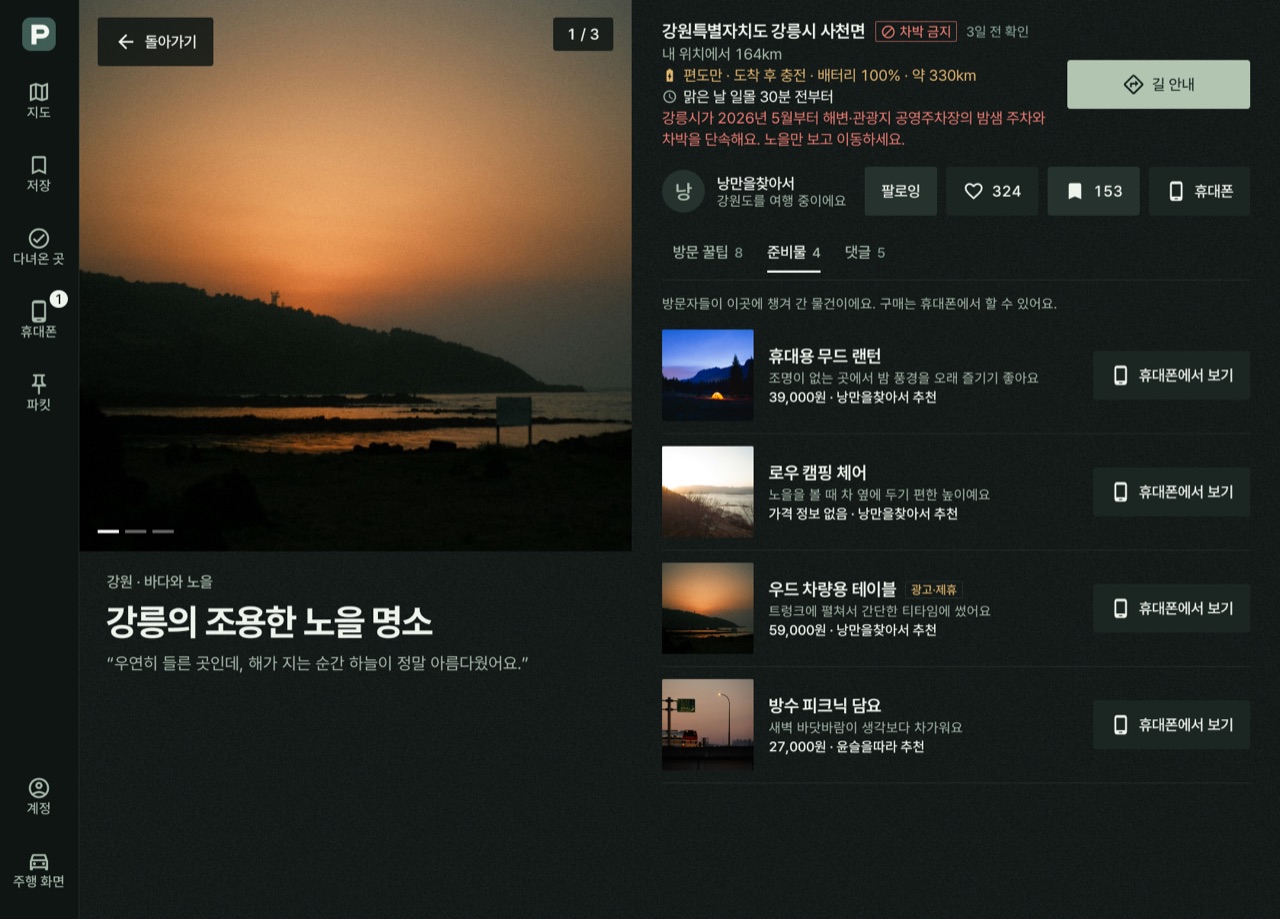 P
지도
저장
다녀온 곳
1
휴대폰
파킷
계정
주행 화면
돌아가기
1 / 3
강원 · 바다와 노을
강릉의 조용한 노을 명소
“우연히 들른 곳인데, 해가 지는 순간 하늘이 정말 아름다웠어요.”
강원특별자치도 강릉시 사천면 차박 금지 3일 전 확인
내 위치에서 164km
편도만 · 도착 후 충전 · 배터리 100% · 약 330km
맑은 날 일몰 30분 전부터
강릉시가 2026년 5월부터 해변·관광지 공영주차장의 밤샘 주차와
차박을 단속해요. 노을만 보고 이동하세요.
길 안내
낭
낭만을찾아서
강원도를 여행 중이에요
팔로잉
324
153
휴대폰
방문 꿀팁 8 준비물 4 댓글 5
방문자들이 이곳에 챙겨 간 물건이에요. 구매는 휴대폰에서 할 수 있어요.
휴대용 무드 랜턴
조명이 없는 곳에서 밤 풍경을 오래 즐기기 좋아요
39,000원 · 낭만을찾아서 추천
휴대폰에서 보기
로우 캠핑 체어
노을을 볼 때 차 옆에 두기 편한 높이예요
가격 정보 없음 · 낭만을찾아서 추천
휴대폰에서 보기
우드 차량용 테이블 광고·제휴
트렁크에 펼쳐서 간단한 티타임에 썼어요
59,000원 · 낭만을찾아서 추천
휴대폰에서 보기
방수 피크닉 담요
새벽 바닷바람이 생각보다 차가워요
27,000원 · 윤슬을따라 추천
휴대폰에서 보기